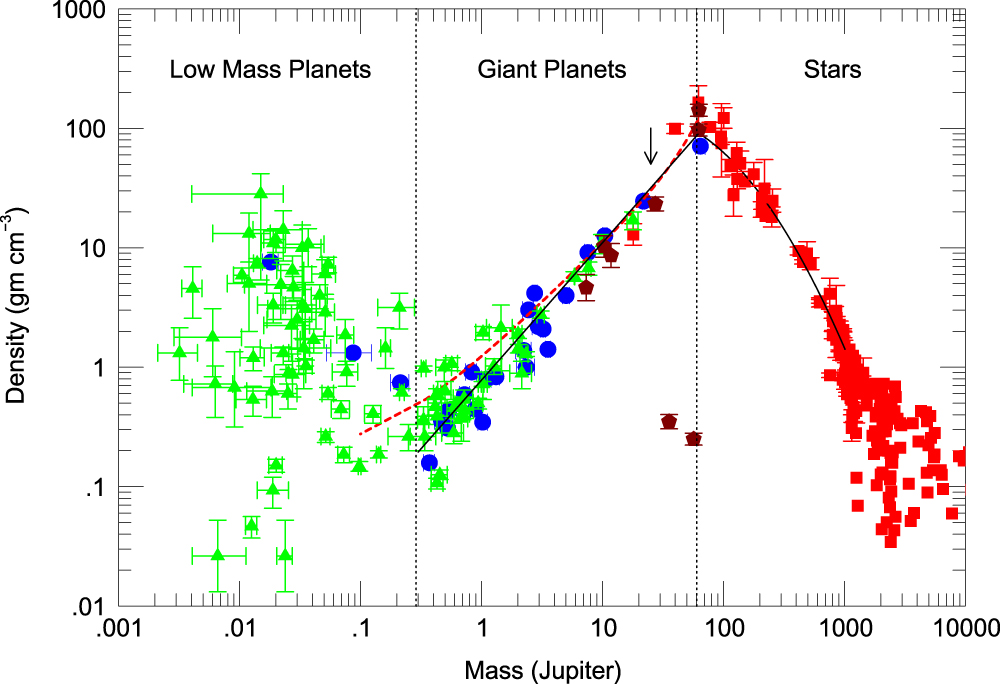 1000
Low Mass Planets Giant Planets Stars
100
10
1
.1
.01
Density (gm cm⁻³)
.001 .01 .1 1 10 100 1000 10000
Mass (Jupiter)